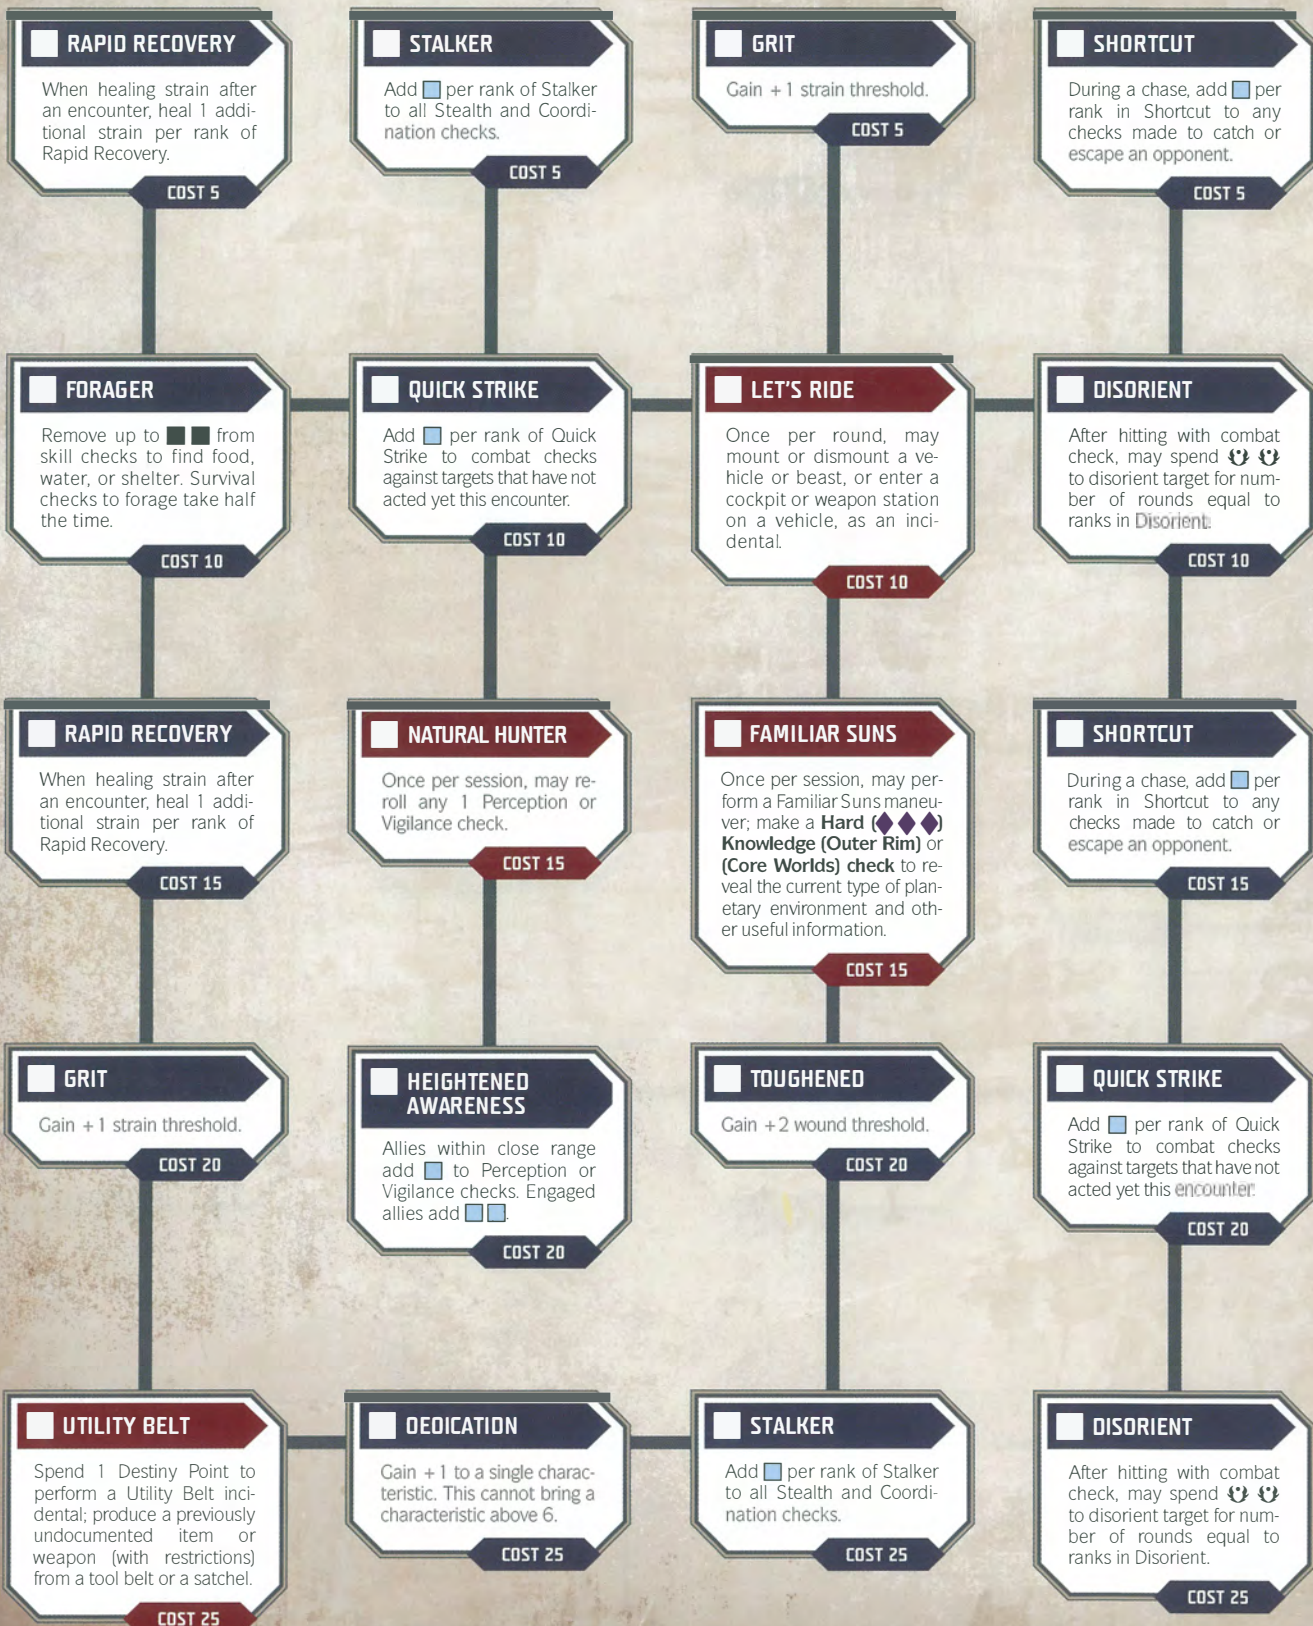 RAPID RECOVERY
When healing strain after
an encounter, heal 1 addi-
tional strain per rank of
Rapid Recovery.
COST 5
STALKER
Add per rank of Stalker
to all Stealth and Coordi-
nation checks.
COST 5
GRIT
Gain +1 strain threshold.
COST 5
SHORTCUT
During a chase, add per
rank in Shortcut to any
checks made to catch or
escape an opponent.
COST 5
FORAGER
Remove up to from
skill checks to find food,
water, or shelter. Survival
checks to forage take half
the time.
COST 10
QUICK STRIKE
Add per rank of Quick
Strike to combat checks
against targets that have not
acted yet this encounter.
COST 10
LET'S RIDE
Once per round, may
mount or dismount a ve-
hicle or beast, or enter a
cockpit or weapon station
on a vehicle, as an inci-
dental.
COST 10
DISORIENT
After hitting with combat
check, may spend
to disorient target for num-
ber of rounds equal to
ranks in Disorient.
COST 10
RAPID RECOVERY
When healing strain after
an encounter, heal 1 addi-
tional strain per rank of
Rapid Recovery.
COST 15
NATURAL HUNTER
Once per session, may re-
roll any 1 Perception or
Vigilance check.
COST 15
FAMILIAR SUNS
Once per session, may per-
form a Familiar Suns maneu-
ver; make a Hard (◆ ◆ ◆)
Knowledge (Outer Rim) or
(Core Worlds) check to re-
veal the current type of plan-
etary environment and oth-
er useful information.
COST 15
SHORTCUT
During a chase, add per
rank in Shortcut to any
checks made to catch or
escape an opponent.
COST 15
GRIT
Gain +1 strain threshold.
COST 20
HEIGHTENED
AWARENESS
Allies within close range
add to Perception or
Vigilance checks. Engaged
allies add .
COST 20
TOUGHENED
Gain +2 wound threshold.
COST 20
QUICK STRIKE
Add per rank of Quick
Strike to combat checks
against targets that have not
acted yet this encounter.
COST 20
UTILITY BELT
Spend 1 Destiny Point to
perform a Utility Belt inci-
dental; produce a previously
undocumented item or
weapon (with restrictions)
from a tool belt or a satchel.
COST 25
DEDICATION
Gain +1 to a single charac-
teristic. This cannot bring a
characteristic above 6.
COST 25
STALKER
Add per rank of Stalker
to all Stealth and Coordi-
nation checks.
COST 25
DISORIENT
After hitting with combat
check, may spend
to disorient target for num-
ber of rounds equal to
ranks in Disorient.
COST 25